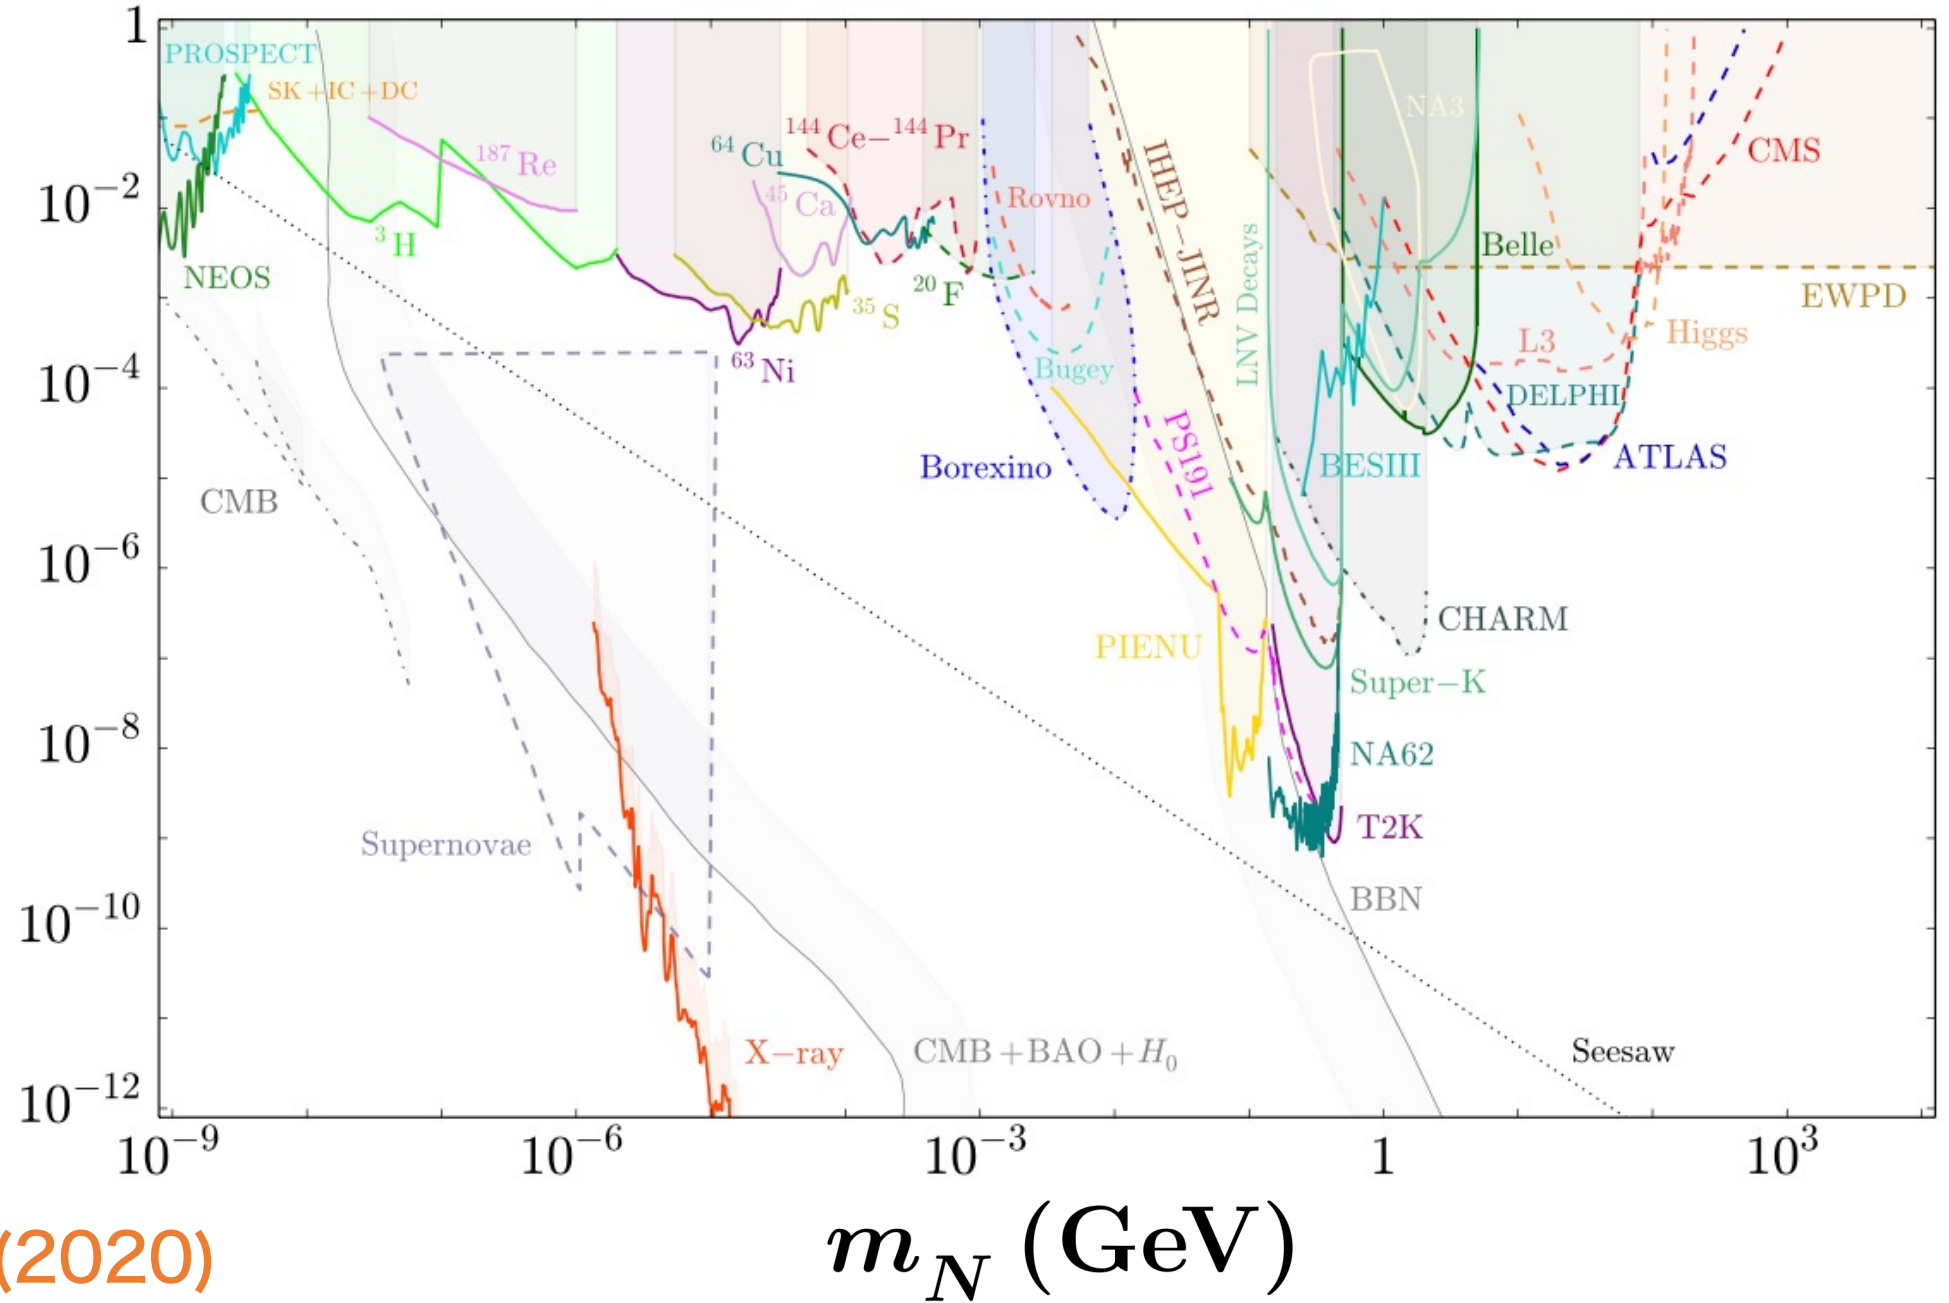 1
PROSPECT
SK+IC+DC
NA3
¹⁴⁴Ce−¹⁴⁴Pr
⁶⁴Cu
CMS
¹⁸⁷Re
IHEP−JINR
10⁻²
⁴⁵Ca
Rovno
³H
Belle
NEOS
²⁰F
EWPD
LNV Decays
³⁵S
L3
Higgs
⁶³Ni
Bugey
10⁻⁴
DELPHI
PS191
Borexino
BESIII
ATLAS
CMB
10⁻⁶
CHARM
PIENU
Super−K
10⁻⁸
NA62
T2K
Supernovae
BBN
10⁻¹⁰
X−ray
CMB+BAO+H₀
Seesaw
10⁻¹²
10⁻⁹ 10⁻⁶ 10⁻³ 1 10³
m_N (GeV)
(2020)